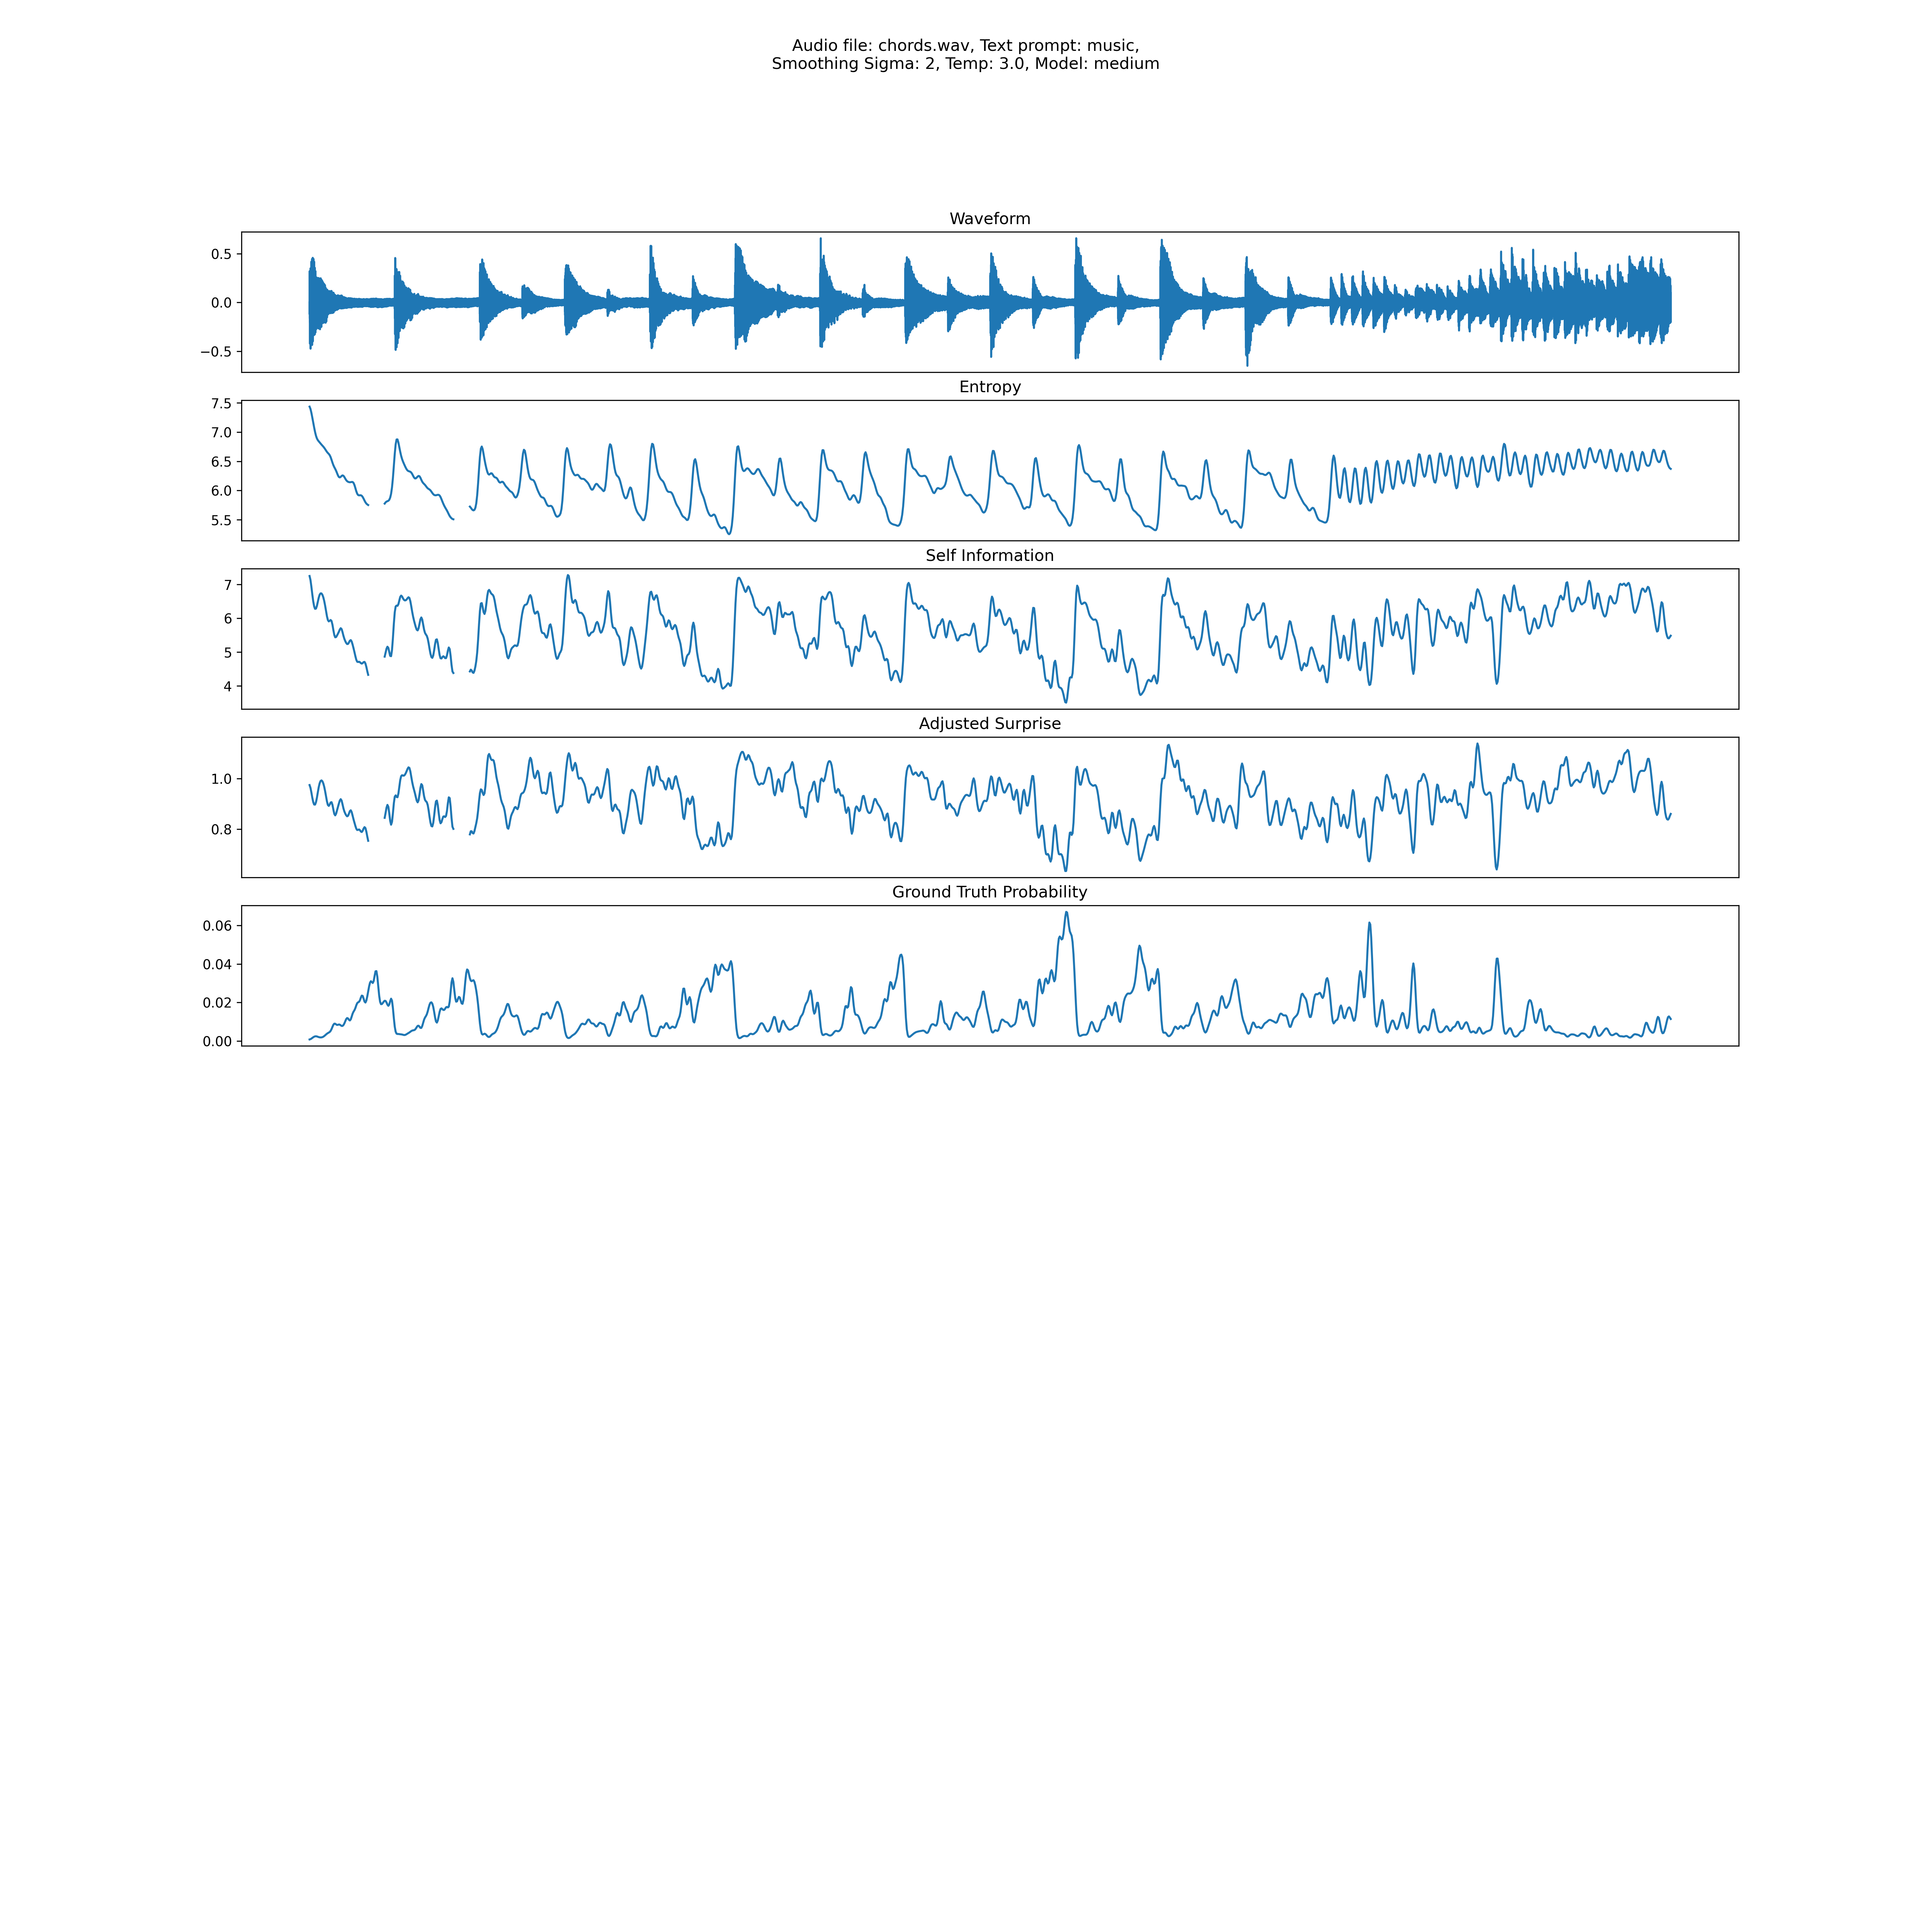 Audio file: chords.wav, Text prompt: music,
Smoothing Sigma: 2, Temp: 3.0, Model: medium
Waveform
0.5
0.0
−0.5
Entropy
7.5
7.0
6.5
6.0
5.5
Self Information
7
6
5
4
Adjusted Surprise
1.0
0.8
Ground Truth Probability
0.06
0.04
0.02
0.00